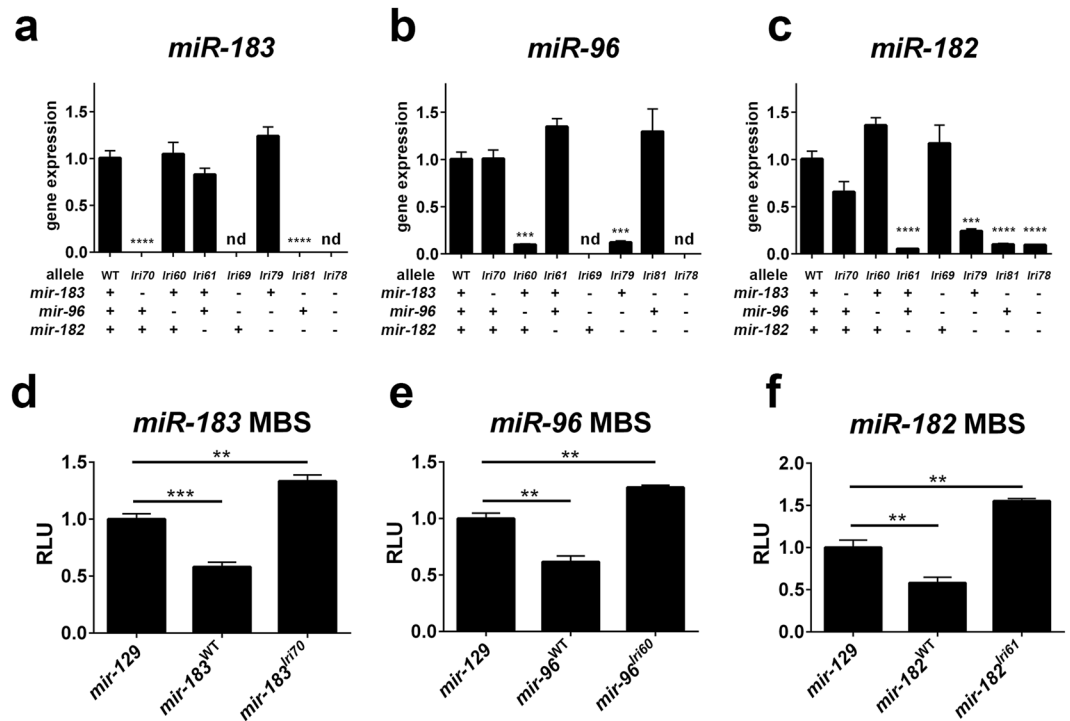 a
miR-183
gene expression
1.5
1.0
0.5
0.0
**** nd **** nd
allele WT lri70 lri60 lri61 lri69 lri79 lri81 lri78
mir-183 + - + + - + - -
mir-96 + + - + - - + -
mir-182 + + + - + - - -
b
miR-96
gene expression
1.5
1.0
0.5
0.0
*** nd *** nd
allele WT lri70 lri60 lri61 lri69 lri79 lri81 lri78
mir-183 + - + + - + - -
mir-96 + + - + - - + -
mir-182 + + + - + - - -
c
miR-182
gene expression
1.5
1.0
0.5
0.0
**** *** **** ****
allele WT lri70 lri60 lri61 lri69 lri79 lri81 lri78
mir-183 + - + + - + - -
mir-96 + + - + - - + -
mir-182 + + + - + - - -
d
miR-183 MBS
RLU
1.5
1.0
0.5
0.0
**
***
mir-129
mir-183WT
mir-183lri70
e
miR-96 MBS
RLU
1.5
1.0
0.5
0.0
**
**
mir-129
mir-96WT
mir-96lri60
f
miR-182 MBS
RLU
2.0
1.5
1.0
0.5
0.0
**
**
mir-129
mir-182WT
mir-182lri61